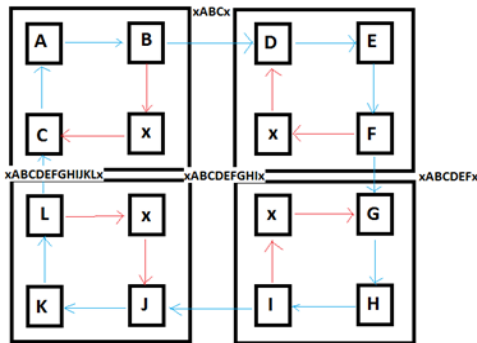 xABCx
A B D E
C x x F
xABCDEFGHIJKLx xABCDEFGHIx xABCDEFx
L x x G
K J I H